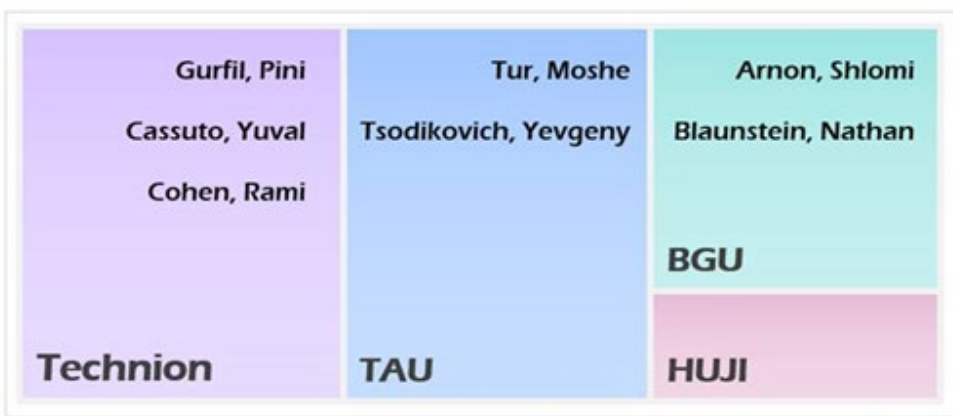 Gurfil, Pini
Cassuto, Yuval
Cohen, Rami
Technion
Tur, Moshe
Tsodikovich, Yevgeny
TAU
Arnon, Shlomi
Blaunstein, Nathan
BGU
HUJI